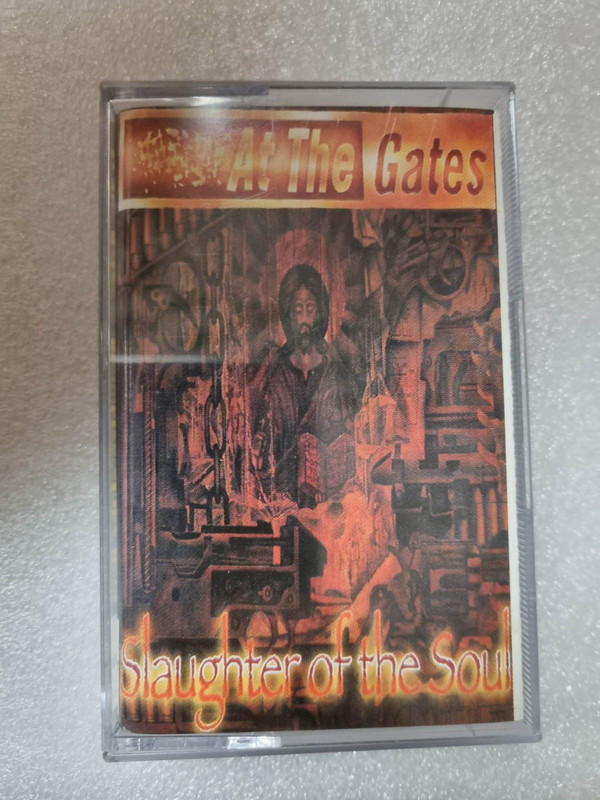 At The Gates
Slaughter of the Soul